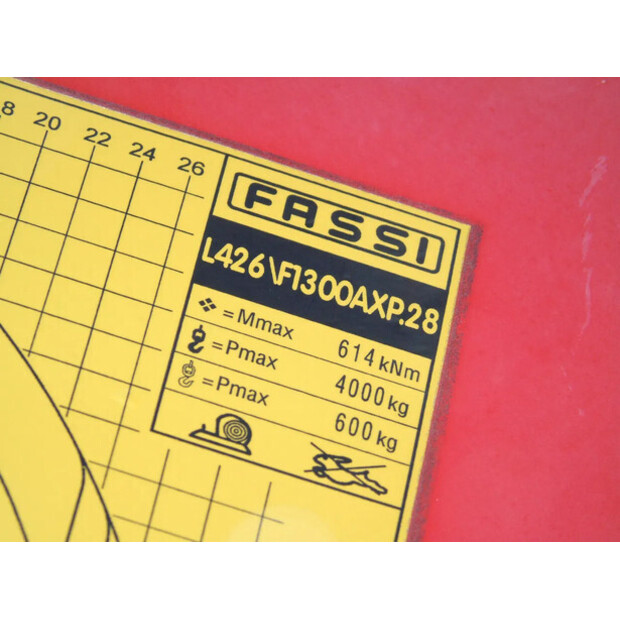 8 20 22 24 26
FASSI
L426\F1300AXP.28
= Mmax 614 kNm
= Pmax 4000 kg
= Pmax 600 kg